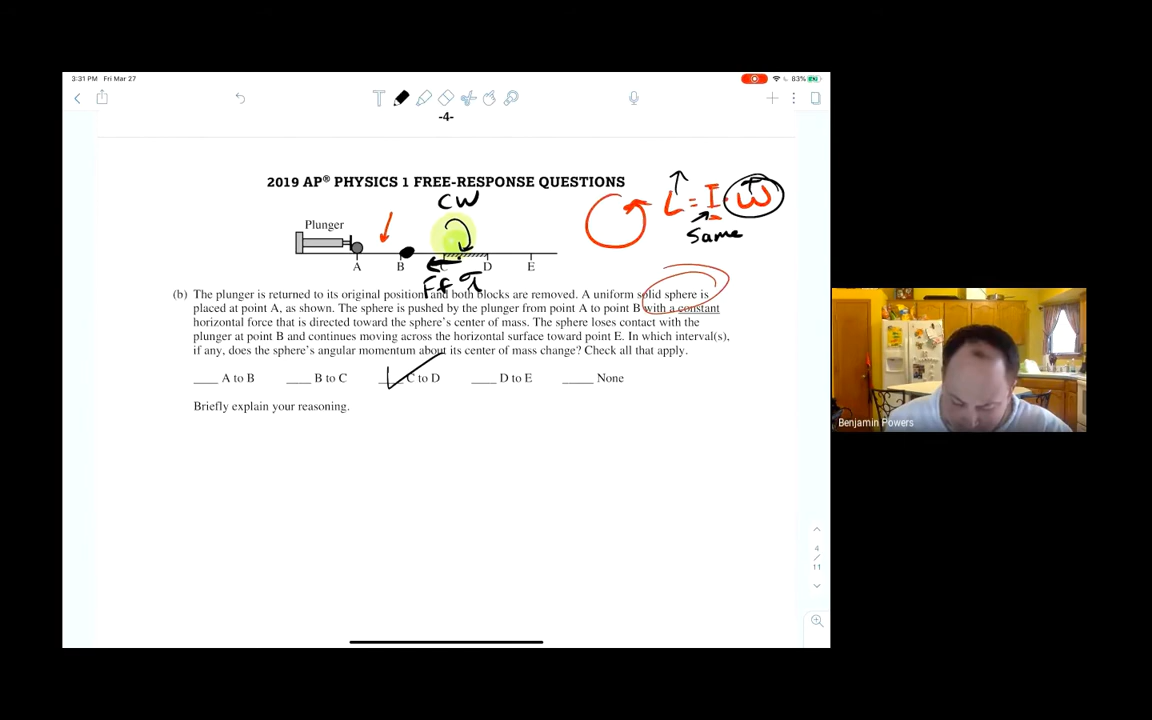 3:31 PM Fri Mar 27
83%
T
-4-
2019 AP® PHYSICS 1 FREE-RESPONSE QUESTIONS
CW
L = I · ω
Same
Plunger
A B C D E
Ff τ
(b) The plunger is returned to its original position, and both blocks are removed. A uniform solid sphere is
placed at point A, as shown. The sphere is pushed by the plunger from point A to point B with a constant
horizontal force that is directed toward the sphere's center of mass. The sphere loses contact with the
plunger at point B and continues moving across the horizontal surface toward point E. In which interval(s),
if any, does the sphere's angular momentum about its center of mass change? Check all that apply.
____ A to B ____ B to C ____ C to D ____ D to E _____ None
Briefly explain your reasoning.
4
11
Benjamin Powers